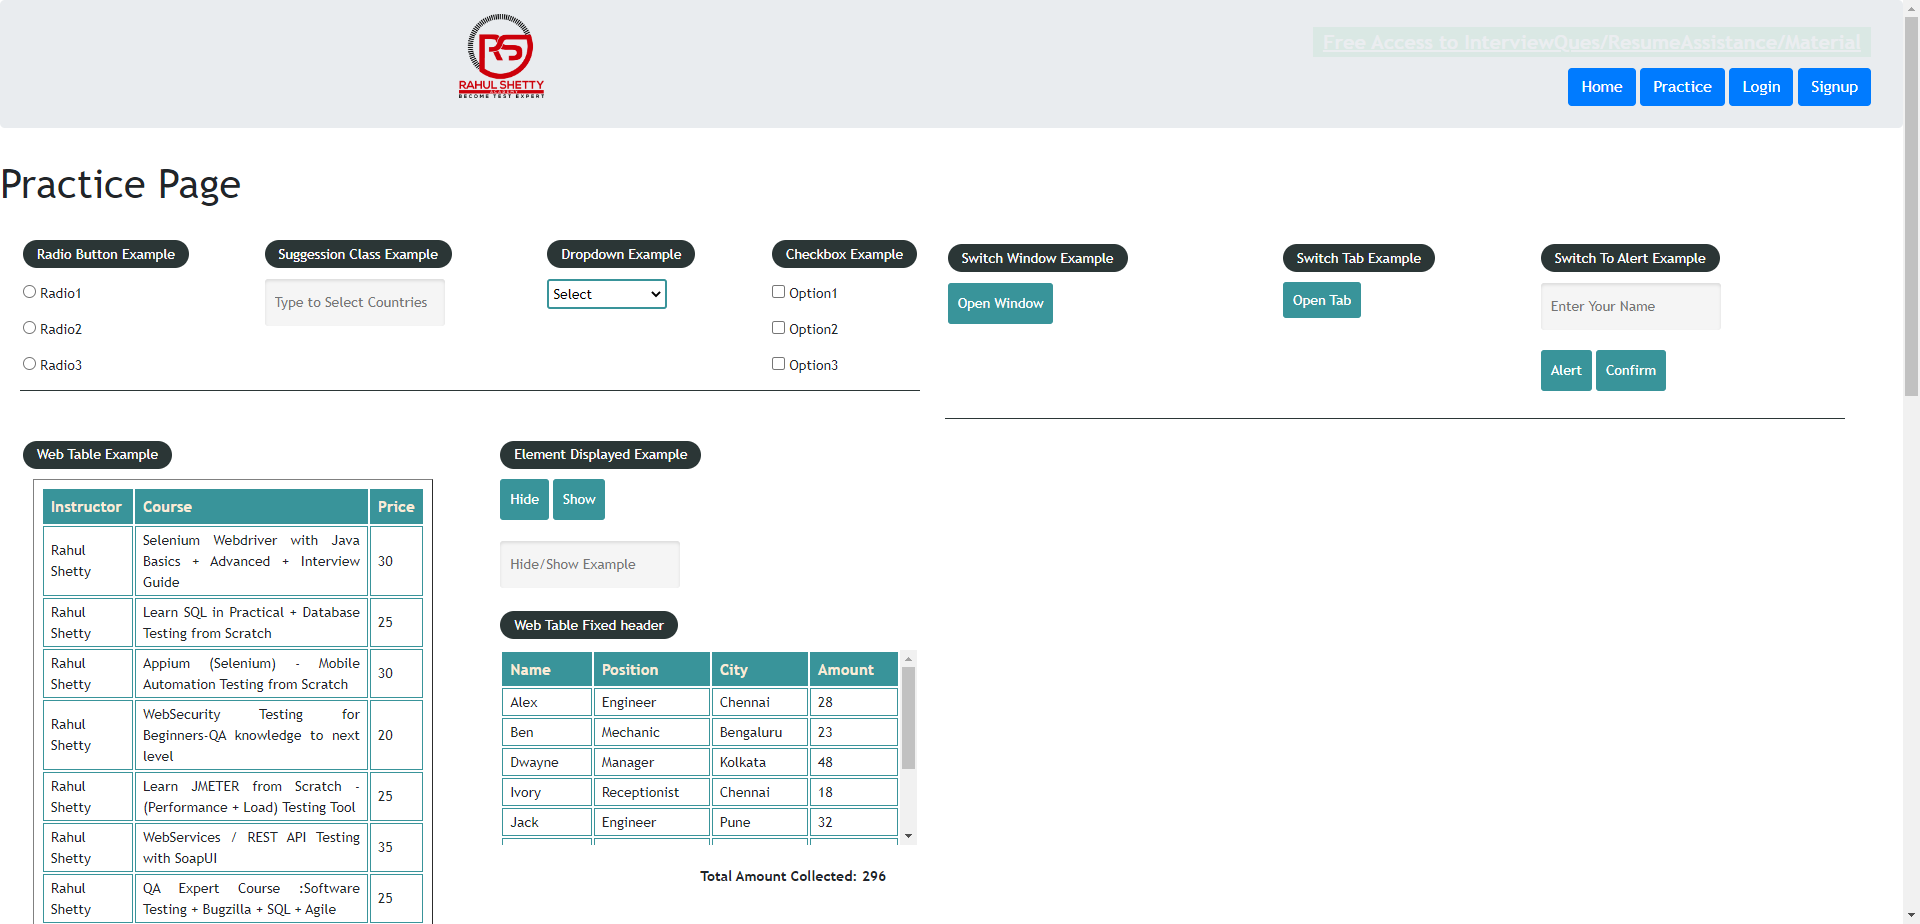 RS
RAHUL SHETTY
ACADEMY
BECOME TEST EXPERT
Free Access to InterviewQues/ResumeAssistance/Material
Home Practice Login Signup
Practice Page
Radio Button Example
Radio1
Radio2
Radio3
Suggession Class Example
Type to Select Countries
Dropdown Example
Select
Checkbox Example
Option1
Option2
Option3
Switch Window Example
Open Window
Switch Tab Example
Open Tab
Switch To Alert Example
Enter Your Name
Alert Confirm
Web Table Example
Instructor Course Price
Rahul Shetty Selenium Webdriver with Java Basics + Advanced + Interview Guide 30
Rahul Shetty Learn SQL in Practical + Database Testing from Scratch 25
Rahul Shetty Appium (Selenium) - Mobile Automation Testing from Scratch 30
Rahul Shetty WebSecurity Testing for Beginners-QA knowledge to next level 20
Rahul Shetty Learn JMETER from Scratch - (Performance + Load) Testing Tool 25
Rahul Shetty WebServices / REST API Testing with SoapUI 35
Rahul Shetty QA Expert Course :Software Testing + Bugzilla + SQL + Agile 25
Element Displayed Example
Hide Show
Hide/Show Example
Web Table Fixed header
Name Position City Amount
Alex Engineer Chennai 28
Ben Mechanic Bengaluru 23
Dwayne Manager Kolkata 48
Ivory Receptionist Chennai 18
Jack Engineer Pune 32
Total Amount Collected: 296